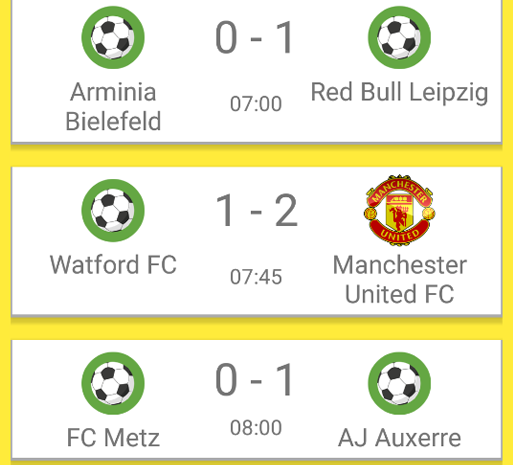 0 - 1
Arminia
Bielefeld
07:00
Red Bull Leipzig
1 - 2
MANCHESTER
UNITED
Watford FC
07:45
Manchester
United FC
0 - 1
FC Metz
08:00
AJ Auxerre